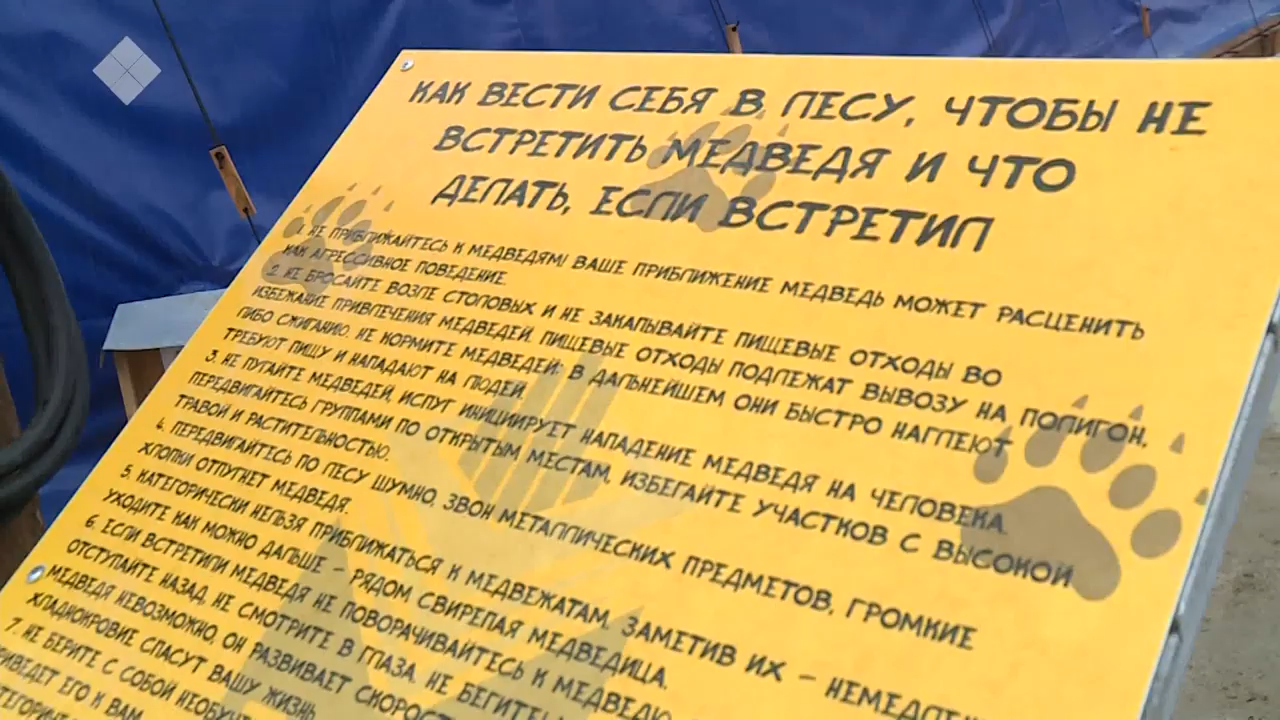 КАК ВЕСТИ СЕБЯ В ЛЕСУ, ЧТОБЫ НЕ
ВСТРЕТИТЬ МЕДВЕДЯ И ЧТО
ДЕЛАТЬ, ЕСЛИ ВСТРЕТИЛ
1. НЕ ПРИБЛИЖАЙТЕСЬ К МЕДВЕДЯМ! ВАШЕ ПРИБЛИЖЕНИЕ МЕДВЕДЬ МОЖЕТ РАСЦЕНИТЬ
КАК АГРЕССИВНОЕ ПОВЕДЕНИЕ.
2. НЕ БРОСАЙТЕ ВОЗЛЕ СТОЛОВЫХ И НЕ ЗАКАПЫВАЙТЕ ПИЩЕВЫЕ ОТХОДЫ ВО
ИЗБЕЖАНИЕ ПРИВЛЕЧЕНИЯ МЕДВЕДЕЙ. ПИЩЕВЫЕ ОТХОДЫ ПОДЛЕЖАТ ВЫВОЗУ НА ПОЛИГОН,
ЛИБО СЖИГАНИЮ. НЕ КОРМИТЕ МЕДВЕДЕЙ: В ДАЛЬНЕЙШЕМ ОНИ БЫСТРО НАГЛЕЮТ
ТРЕБУЮТ ПИЩУ И НАПАДАЮТ НА ЛЮДЕЙ.
3. НЕ ПУГАЙТЕ МЕДВЕДЕЙ, ИСПУГ ИНИЦИИРУЕТ НАПАДЕНИЕ МЕДВЕДЯ НА ЧЕЛОВЕКА.
ПЕРЕДВИГАЙТЕСЬ ГРУППАМИ ПО ОТКРЫТЫМ МЕСТАМ, ИЗБЕГАЙТЕ УЧАСТКОВ С ВЫСОКОЙ
ТРАВОЙ И РАСТИТЕЛЬНОСТЬЮ.
4. ПЕРЕДВИГАЙТЕСЬ ПО ЛЕСУ ШУМНО, ЗВОН МЕТАЛЛИЧЕСКИХ ПРЕДМЕТОВ, ГРОМКИЕ
ХЛОПКИ ОТПУГНЕТ МЕДВЕДЯ.
5. КАТЕГОРИЧЕСКИ НЕЛЬЗЯ ПРИБЛИЖАТЬСЯ К МЕДВЕЖАТАМ, ЗАМЕТИВ ИХ – НЕМЕДЛЕН
УХОДИТЕ КАК МОЖНО ДАЛЬШЕ – РЯДОМ СВИРЕПАЯ МЕДВЕДИЦА.
6. ЕСЛИ ВСТРЕТИЛИ МЕДВЕДЯ НЕ ПОВОРАЧИВАЙТЕСЬ К МЕДВЕДЮ
ОТСТУПАЙТЕ НАЗАД, НЕ СМОТРИТЕ В ГЛАЗА. НЕ БЕГИТЕ!
МЕДВЕДЯ НЕВОЗМОЖНО, ОН РАЗВИВАЕТ СКОРОСТ
ХЛАДНОКРОВИЕ СПАСУТ ВАШУ ЖИЗНЬ
7. НЕ БЕРИТЕ С СОБОЙ НЕОБУЧ
ПРИВЕДЕТ ЕГО К ВАМ